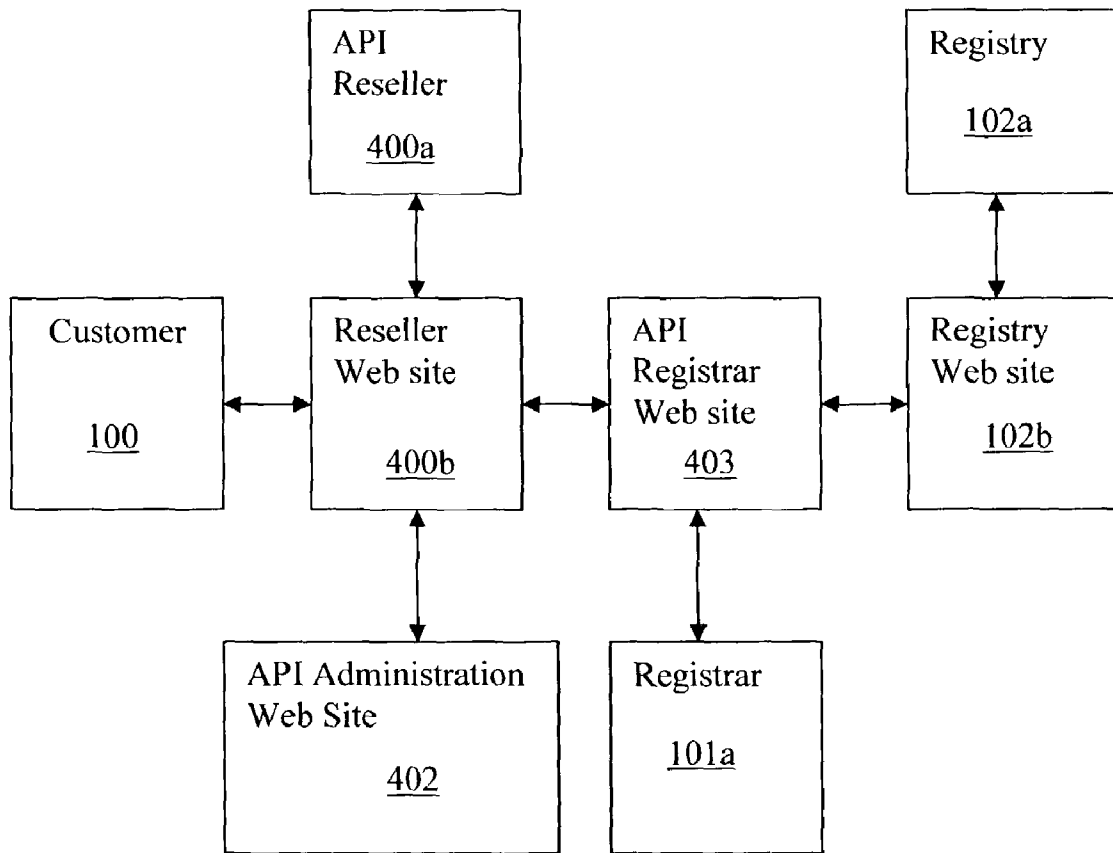 API
Reseller
400a
Registry
102a
Customer
100
Reseller
Web site
400b
API
Registrar
Web site
403
Registry
Web site
102b
API Administration
Web Site
402
Registrar
101a